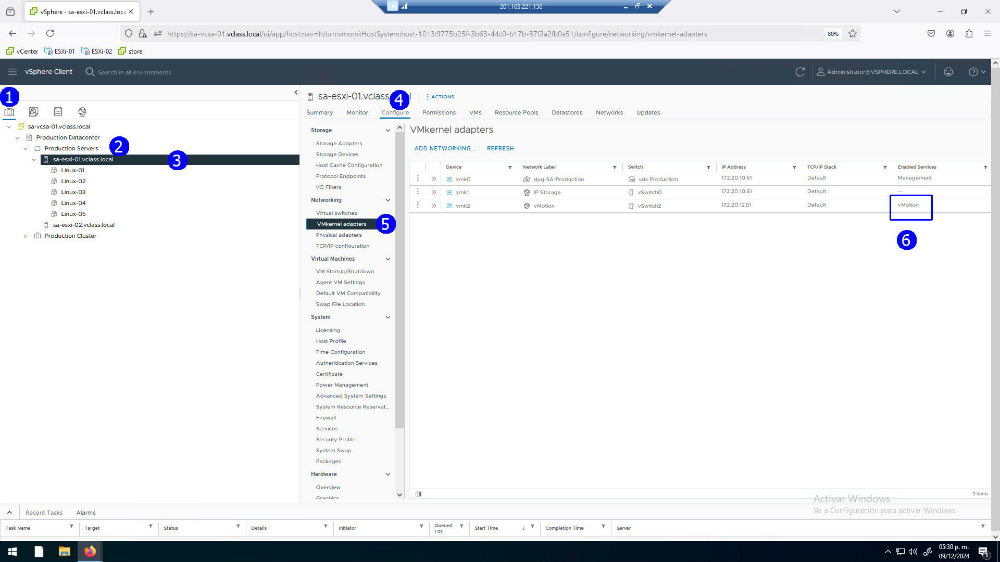 vSphere - sa-esxi-01.vclass.loca
201.163.221.156
https://sa-vcsa-01.vclass.local/ui/app/host;nav=h/urn:vmomi:HostSystem:host-1013:9775b25f-3b63-44c0-b17b-37f2a2fb0a51/configure/networking/vmkernel-adapters
80%
vCenter ESXi-01 ESXi-02 store
vSphere Client
Search in all environments
Administrator@VSPHERE.LOCAL
1
sa-vcsa-01.vclass.local
Production Datacenter
Production Servers
2
sa-esxi-01.vclass.local
3
Linux-01
Linux-02
Linux-03
Linux-04
Linux-05
sa-esxi-02.vclass.local
Production Cluster
sa-esxi-01.vclass. l
4
ACTIONS
Summary Monitor Configure Permissions VMs Resource Pools Datastores Networks Updates
Storage
Storage Adapters
Storage Devices
Host Cache Configuration
Protocol Endpoints
I/O Filters
Networking
Virtual switches
VMkernel adapters
5
Physical adapters
TCP/IP configuration
Virtual Machines
VM Startup/Shutdown
Agent VM Settings
Default VM Compatibility
Swap File Location
System
Licensing
Host Profile
Time Configuration
Authentication Services
Certificate
Power Management
Advanced System Settings
System Resource Reservat...
Firewall
Services
Security Profile
System Swap
Packages
Hardware
Overview
Graphics
VMkernel adapters
ADD NETWORKING... REFRESH
Device Network Label Switch IP Address TCP/IP Stack Enabled Services
vmk0 dpg-SA-Production vds Production 172.20.10.51 Default Management
vmk1 IP Storage vSwitch0 172.20.10.61 Default --
vmk2 vMotion vSwitch2 172.20.12.51 Default vMotion
6
3 items
Activar Windows
Ve a Configuración para activar Windows.
Recent Tasks Alarms
Task Name Target Status Details Initiator Queued For Start Time Completion Time Server
05:30 p. m.
09/12/2024
1